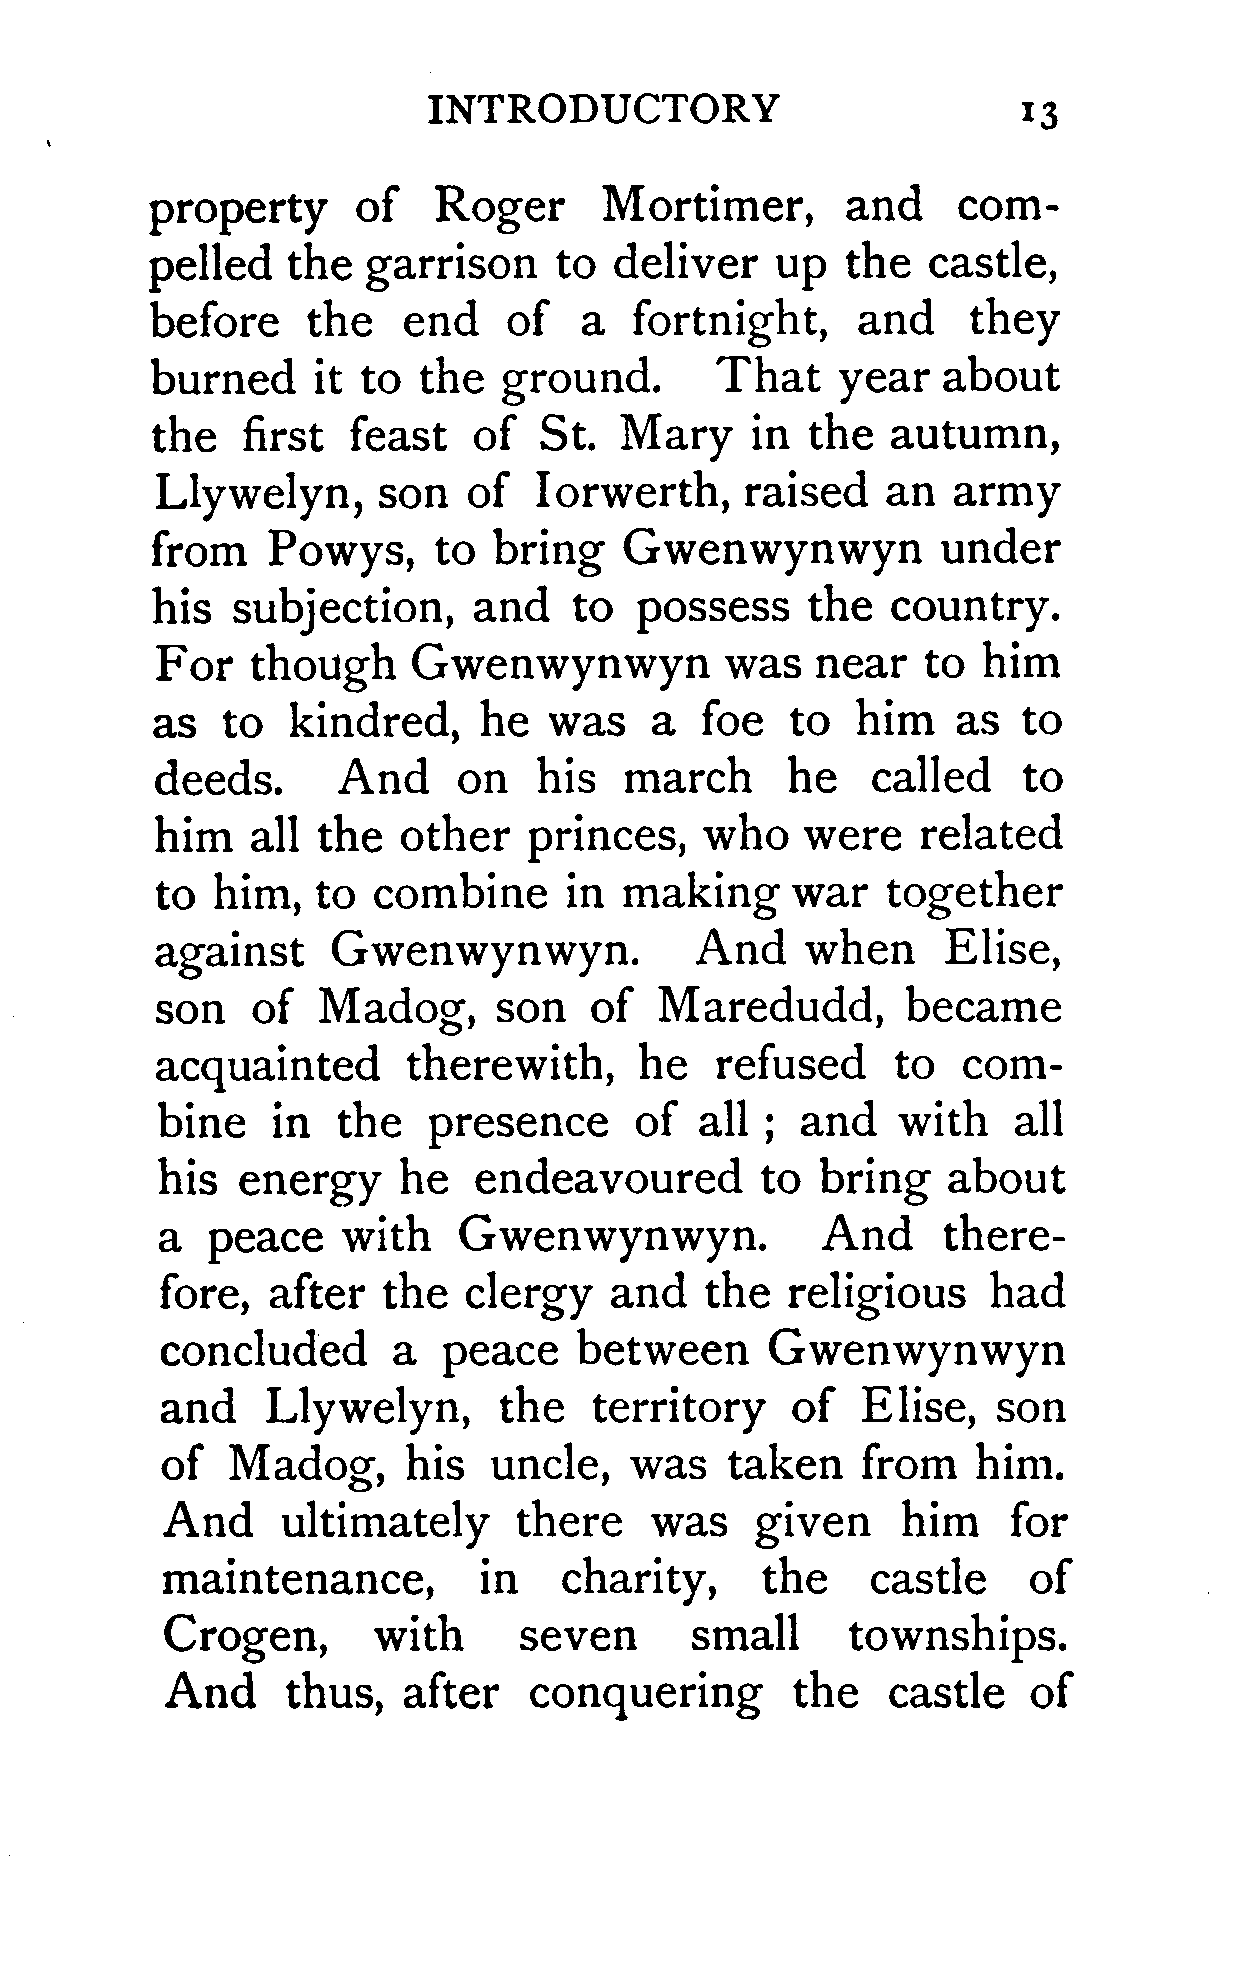 INTRODUCTORY 13
property of Roger Mortimer, and com-
pelled the garrison to deliver up the castle,
before the end of a fortnight, and they
burned it to the ground. That year about
the first feast of St. Mary in the autumn,
Llywelyn, son of Iorwerth, raised an army
from Powys, to bring Gwenwynwyn under
his subjection, and to possess the country.
For though Gwenwynwyn was near to him
as to kindred, he was a foe to him as to
deeds. And on his march he called to
him all the other princes, who were related
to him, to combine in making war together
against Gwenwynwyn. And when Elise,
son of Madog, son of Maredudd, became
acquainted therewith, he refused to com-
bine in the presence of all ; and with all
his energy he endeavoured to bring about
a peace with Gwenwynwyn. And there-
fore, after the clergy and the religious had
concluded a peace between Gwenwynwyn
and Llywelyn, the territory of Elise, son
of Madog, his uncle, was taken from him.
And ultimately there was given him for
maintenance, in charity, the castle of
Crogen, with seven small townships.
And thus, after conquering the castle of